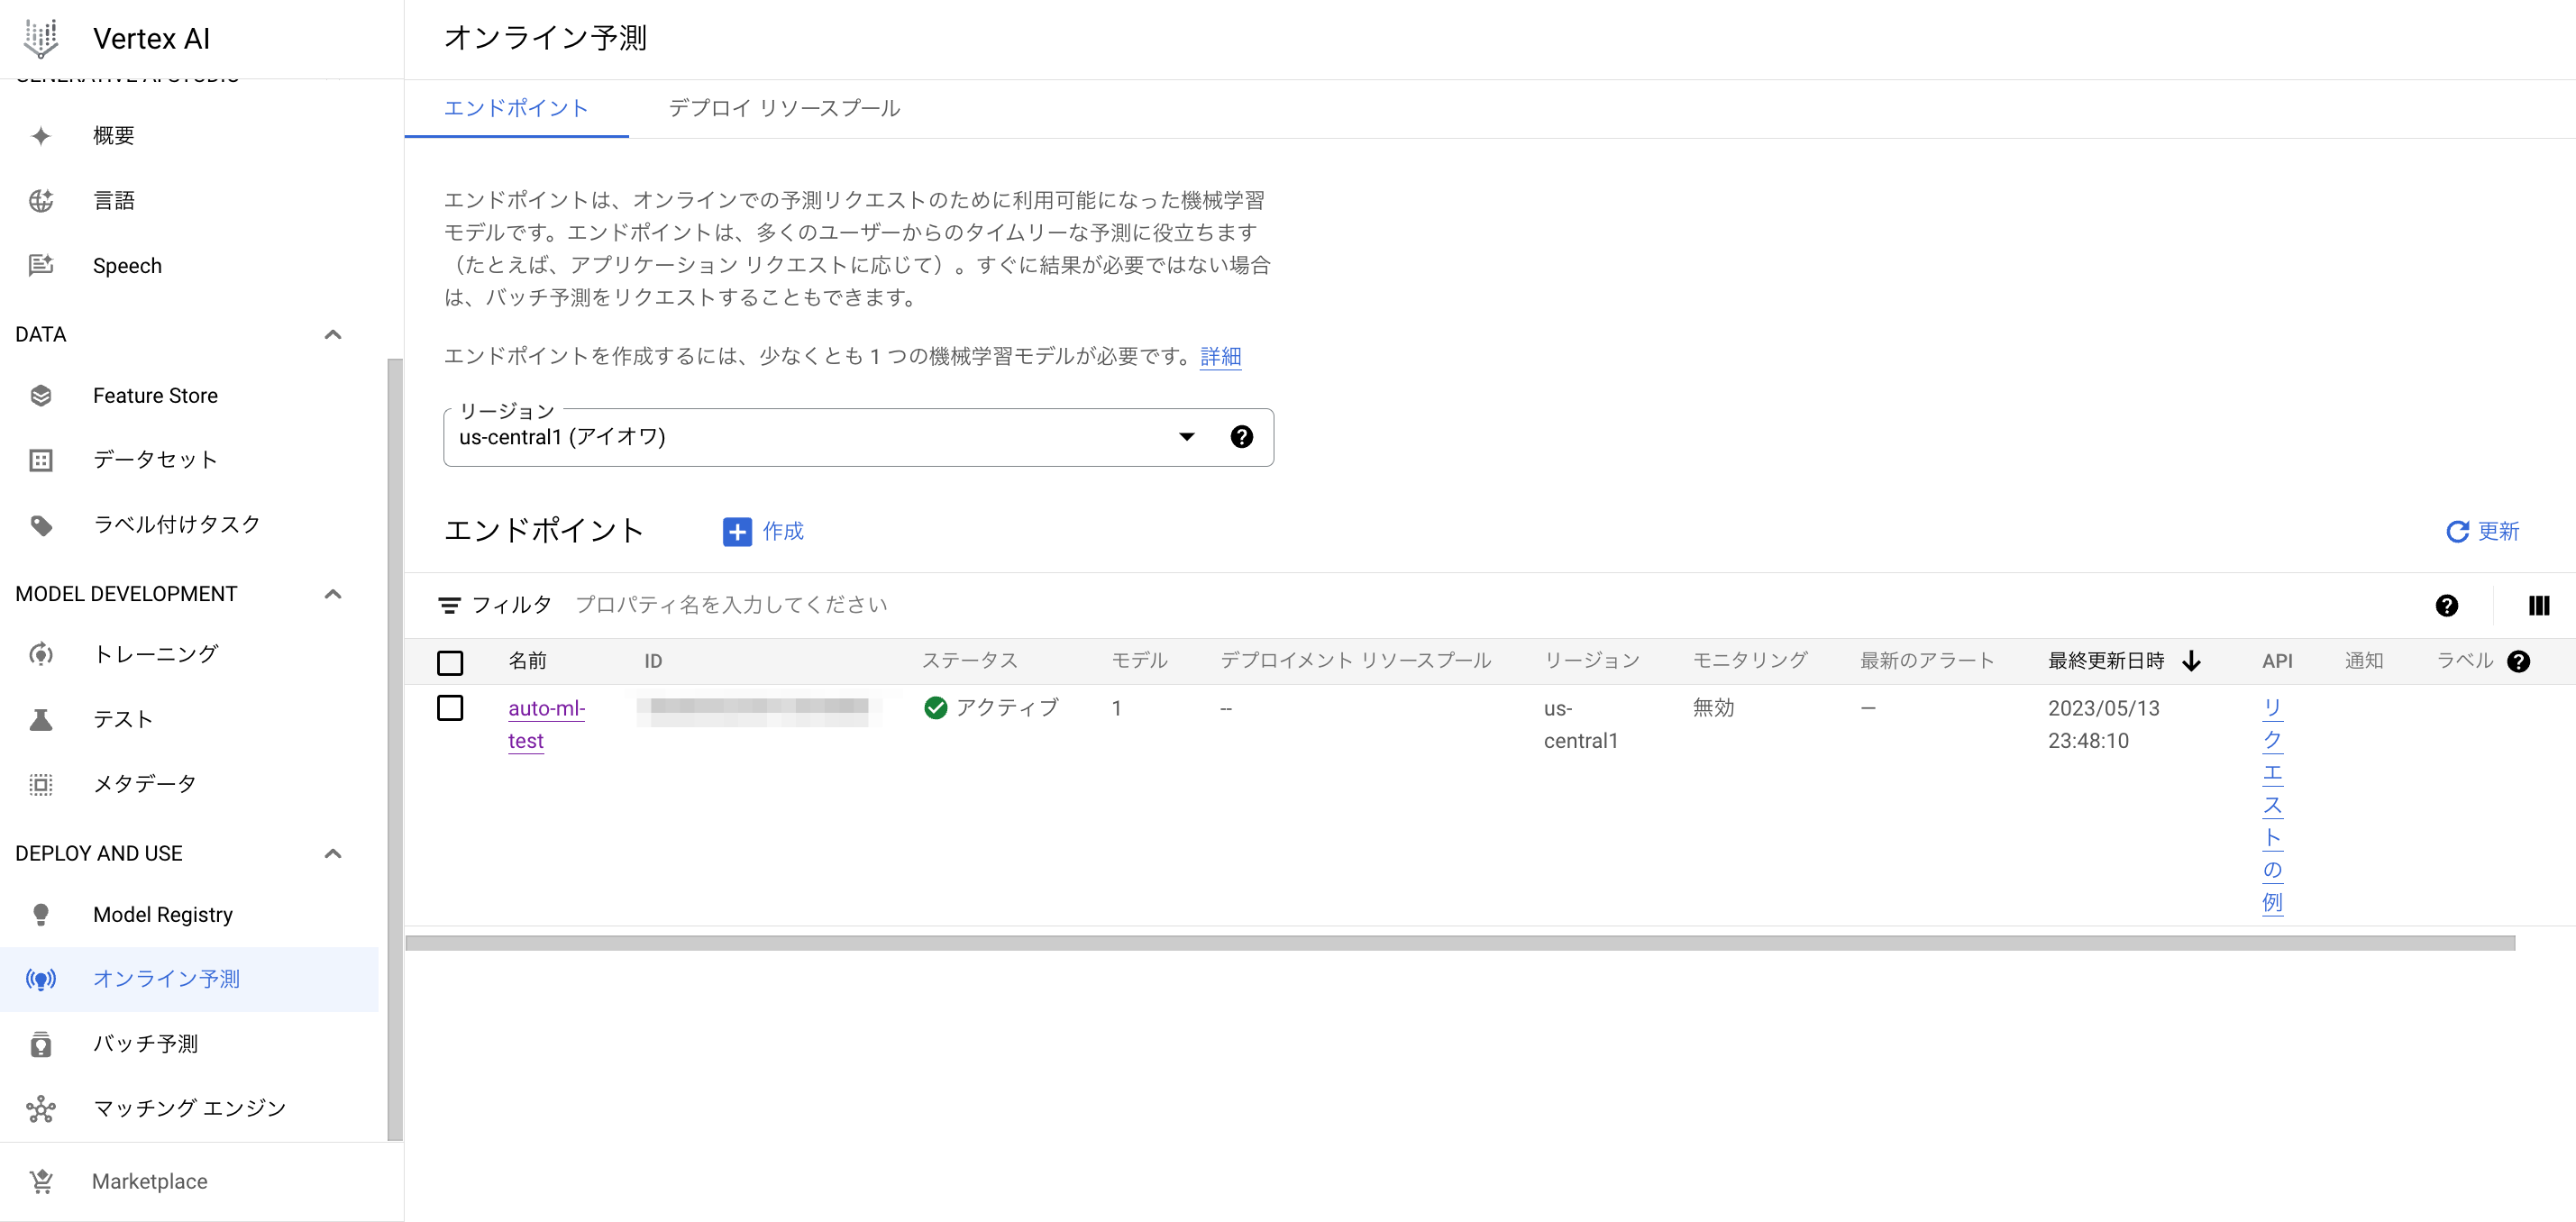 Vertex AI
概要
言語
Speech
DATA
Feature Store
データセット
ラベル付けタスク
MODEL DEVELOPMENT
トレーニング
テスト
メタデータ
DEPLOY AND USE
Model Registry
オンライン予測
バッチ予測
マッチング エンジン
Marketplace
オンライン予測
エンドポイント デプロイ リソースプール
エンドポイントは、オンラインでの予測リクエストのために利用可能になった機械学習
モデルです。エンドポイントは、多くのユーザーからのタイムリーな予測に役立ちます
（たとえば、アプリケーション リクエストに応じて）。すぐに結果が必要ではない場合
は、バッチ予測をリクエストすることもできます。
エンドポイントを作成するには、少なくとも 1 つの機械学習モデルが必要です。詳細
リージョン
us-central1 (アイオワ)
エンドポイント 作成 更新
フィルタ プロパティ名を入力してください
名前 ID ステータス モデル デプロイメント リソースプール リージョン モニタリング 最新のアラート 最終更新日時 API 通知 ラベル
auto-ml- アクティブ 1 -- us- 無効 — 2023/05/13 リ
test central1 23:48:10 ク
エ
ス
ト
の
例